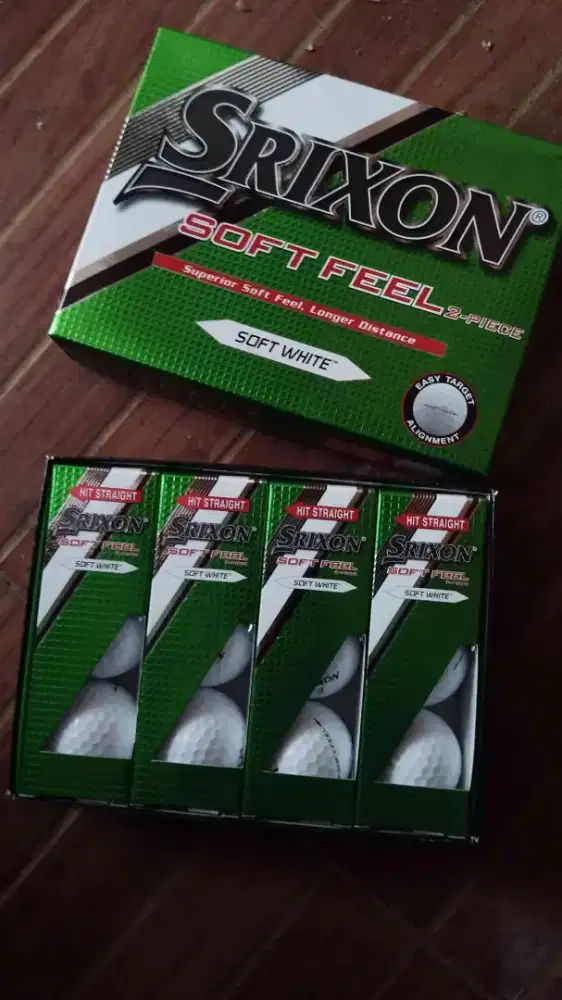 SRIXON®
SOFT FEEL 2-PIECE
Superior Soft Feel, Longer Distance
SOFT WHITE™
EASY TARGET
ALIGNMENT
HIT STRAIGHT
SRIXON
SOFT FEEL
SOFT WHITE™
HIT STRAIGHT
SRIXON
SOFT FEEL
SOFT WHITE™
HIT STRAIGHT
SRIXON
SOFT FEEL
SOFT WHITE™
HIT STRAIGHT
SRIXON
SOFT FEEL
SOFT WHITE™
XON